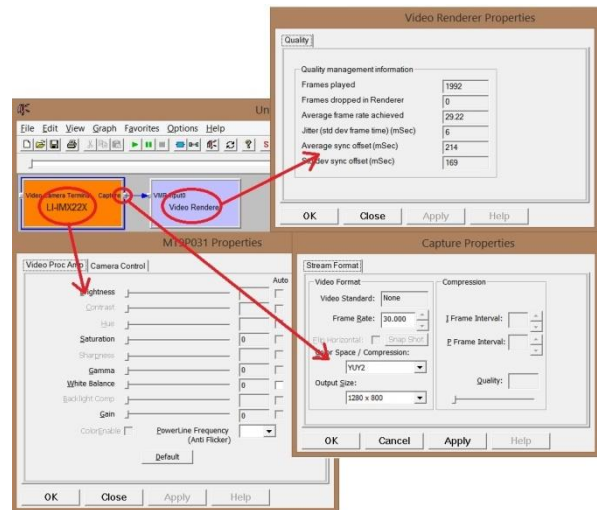 Video Renderer Properties
Quality
Quality management information
Frames played 1992
Frames dropped in Renderer 0
Average frame rate achieved 29.22
Jitter (std dev frame time) (mSec) 6
Average sync offset (mSec) 214
dev sync offset (mSec) 169
OK Close Apply Help
Un
File Edit View Graph Favorites Options Help
Video Camera Terminal Capture VMR Input0
LI-IMX22X Video Rendere
MT9P031 Properties
Video Proc Amp Camera Control
Auto
Brightness
Contrast
Hue
Saturation 0
Sharpness
Gamma 0
White Balance 0
Backlight Comp
Gain 0
ColorEnable PowerLine Frequency
(Anti Flicker)
Default
OK Close Apply Help
Capture Properties
Stream Format
Video Format Compression
Video Standard: None
Frame Rate: 30.000 I Frame Interval:
Flip Horizontal: Snap Shot P Frame Interval:
Color Space / Compression:
YUY2
Output Size: Quality:
1280 x 800
OK Cancel Apply Help